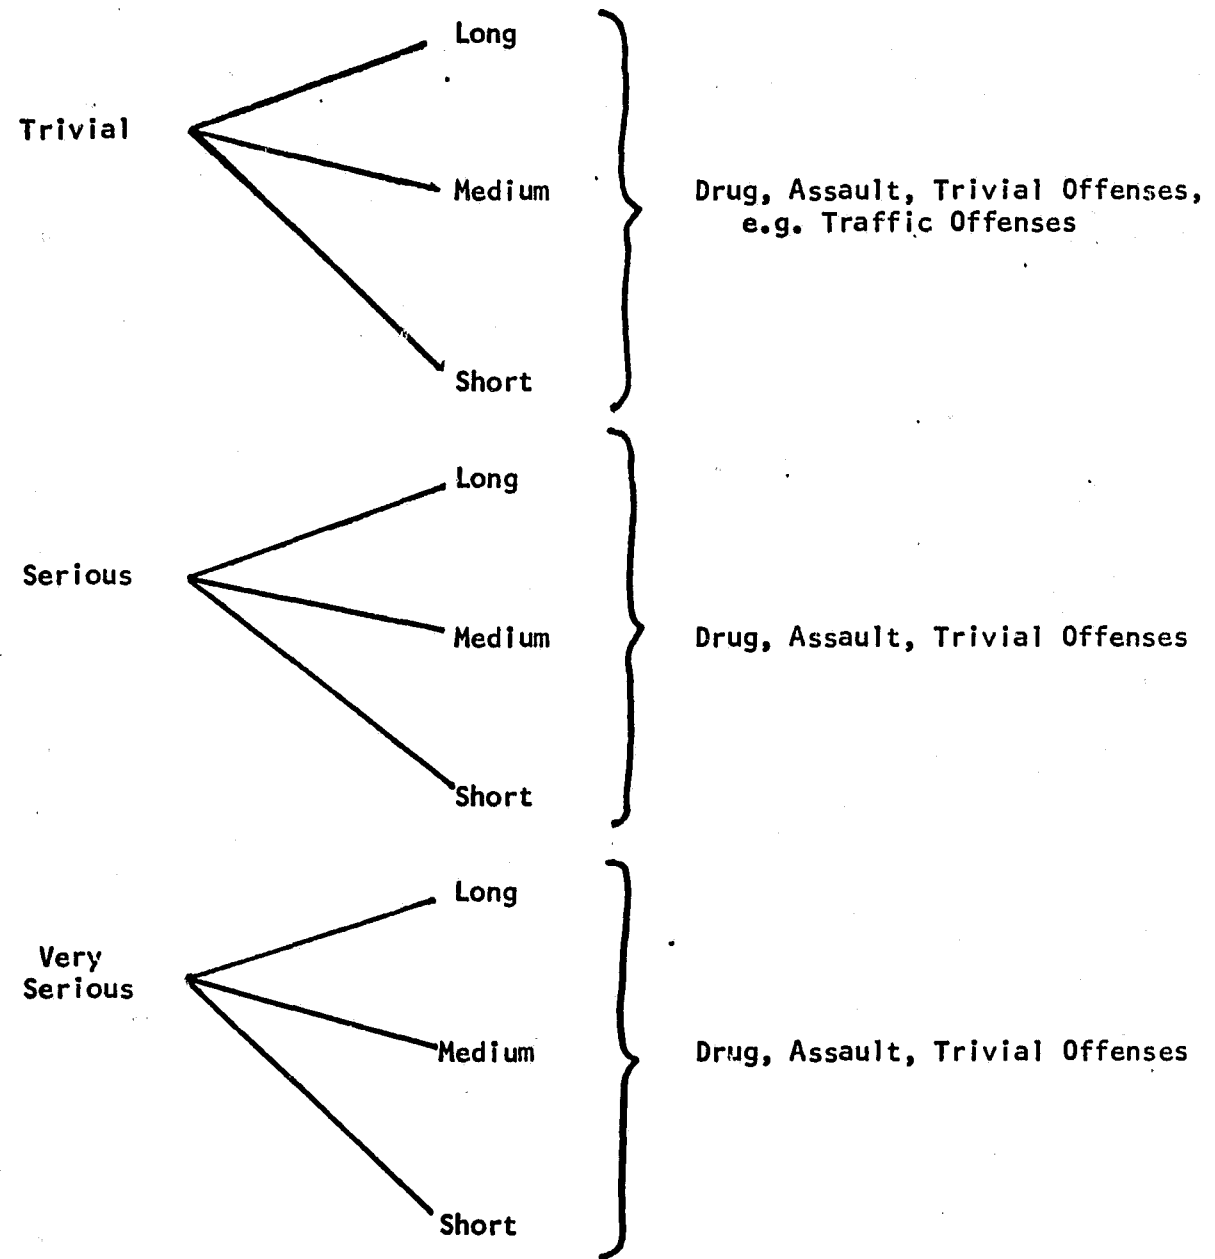 Long
Trivial
Medium
Drug, Assault, Trivial Offenses,
e.g. Traffic Offenses
Short
Long
Serious
Medium
Drug, Assault, Trivial Offenses
Short
Long
Very
Serious
Medium
Drug, Assault, Trivial Offenses
Short